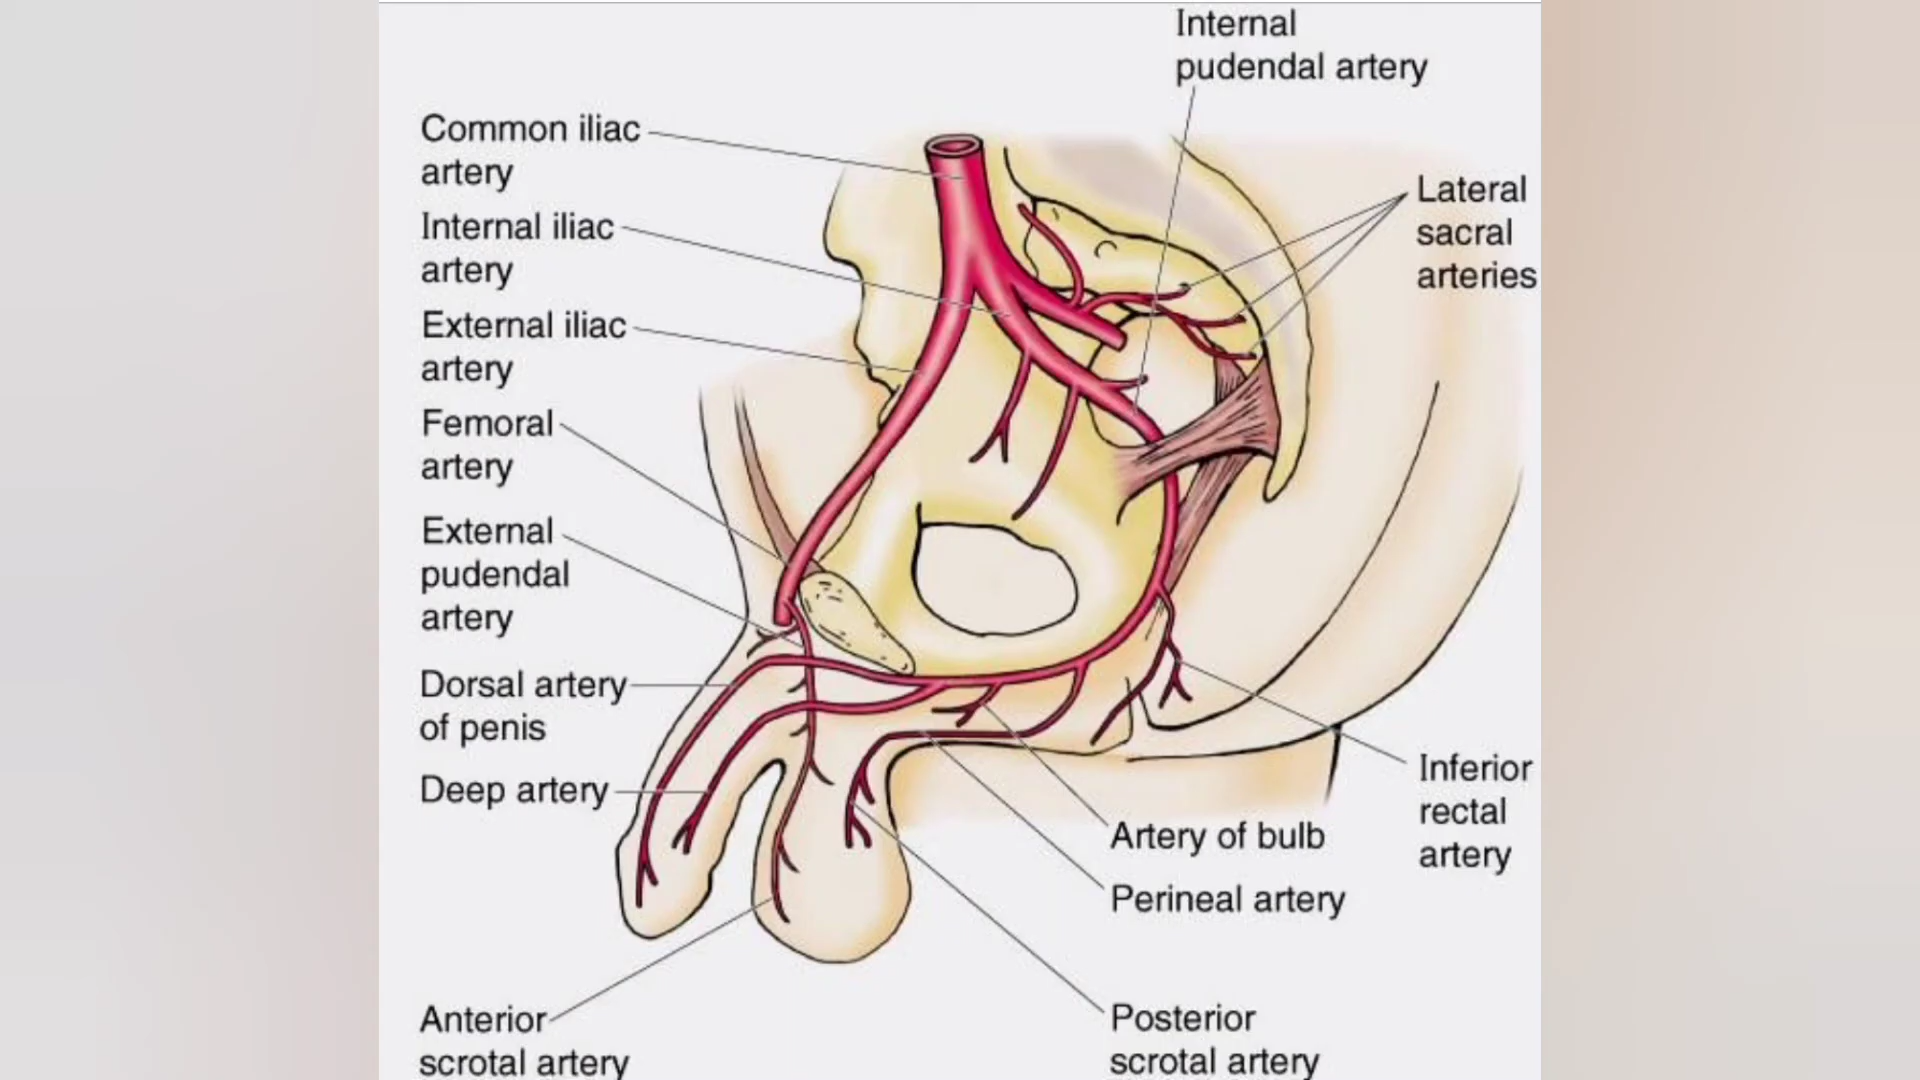 Internal
pudendal artery
Common iliac
artery
Lateral
sacral
arteries
Internal iliac
artery
External iliac
artery
Femoral
artery
External
pudendal
artery
Dorsal artery
of penis
Deep artery
Inferior
rectal
artery
Artery of bulb
Perineal artery
Anterior
scrotal artery
Posterior
scrotal artery